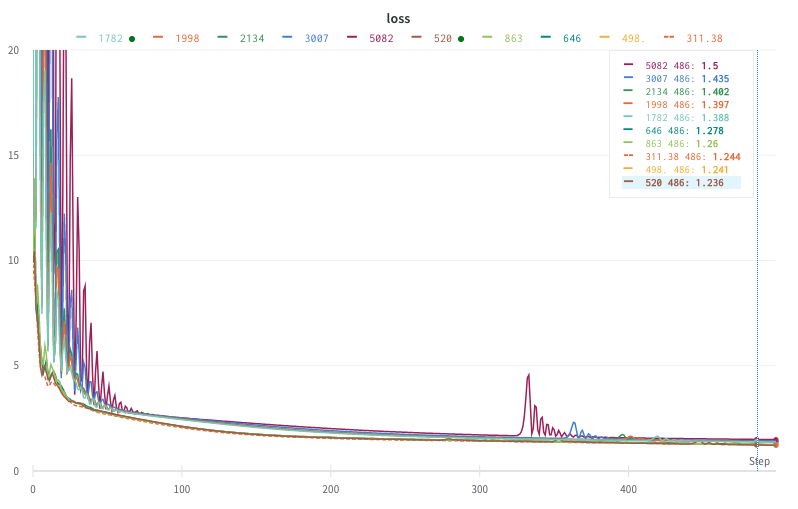 loss
1782 1998 2134 3007 5082 520 863 646 498. 311.38
20
5082 486: 1.5
3007 486: 1.435
2134 486: 1.402
1998 486: 1.397
1782 486: 1.388
646 486: 1.278
863 486: 1.26
311.38 486: 1.244
498. 486: 1.241
520 486: 1.236
15
10
5
Step
0
0 100 200 300 400